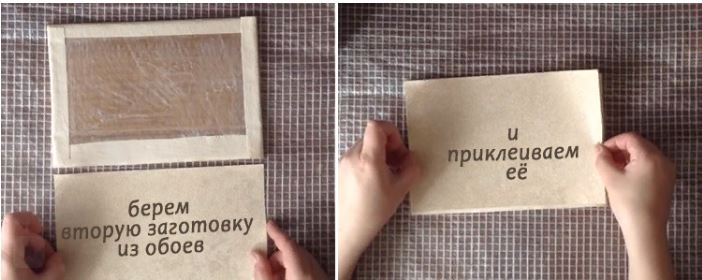 берем
вторую заготовку
из обоев
и
приклеиваем
её